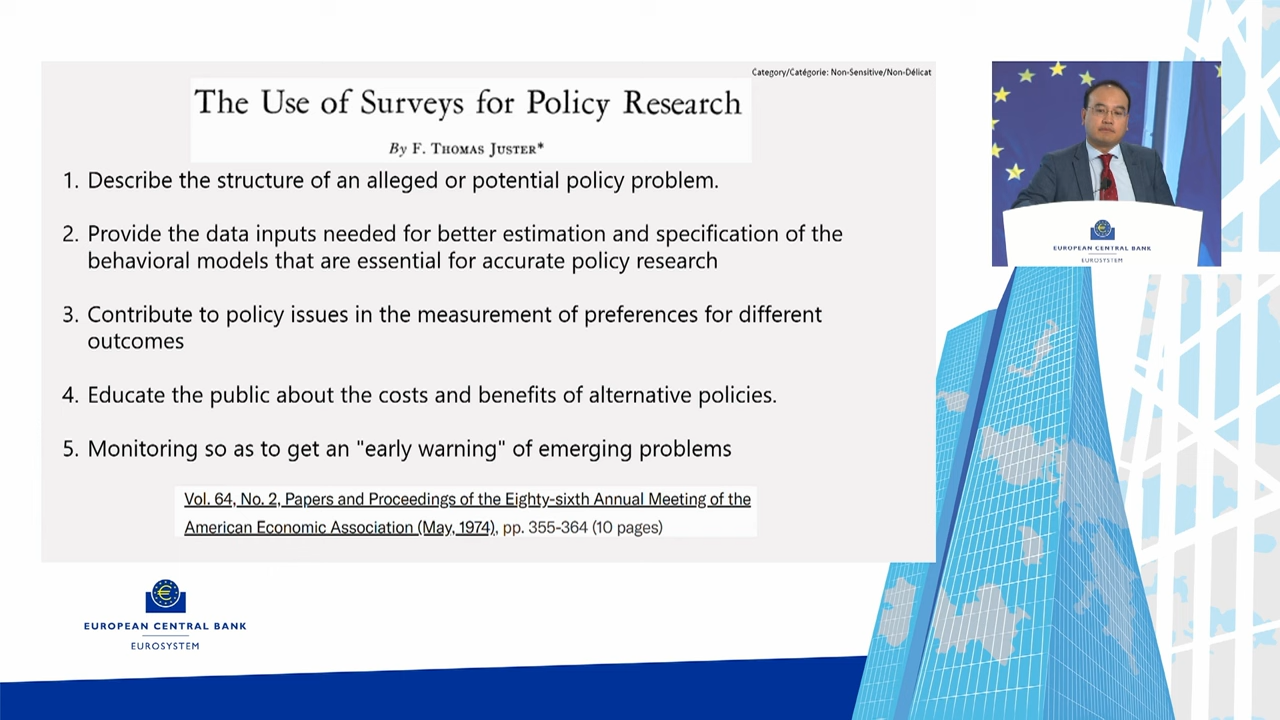 Category/Catégorie: Non-Sensitive/Non-Délicat
The Use of Surveys for Policy Research
By F. THOMAS JUSTER*
1. Describe the structure of an alleged or potential policy problem.
2. Provide the data inputs needed for better estimation and specification of the
behavioral models that are essential for accurate policy research
3. Contribute to policy issues in the measurement of preferences for different
outcomes
4. Educate the public about the costs and benefits of alternative policies.
5. Monitoring so as to get an "early warning" of emerging problems
Vol. 64, No. 2, Papers and Proceedings of the Eighty-sixth Annual Meeting of the
American Economic Association (May, 1974), pp. 355-364 (10 pages)
EUROPEAN CENTRAL BANK
EUROSYSTEM
EUROPEAN CENTRAL BANK
EUROSYSTEM